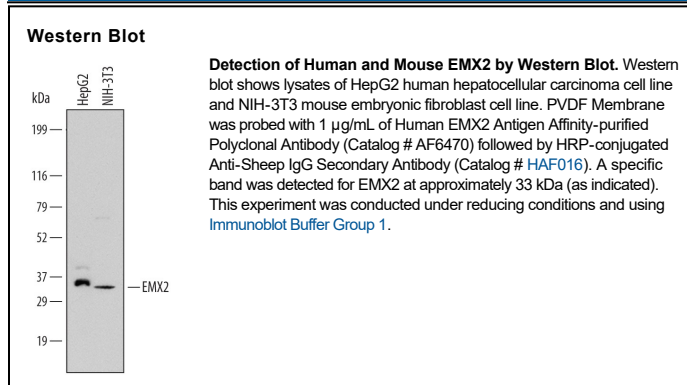 Western Blot
Detection of Human and Mouse EMX2 by Western Blot. Western
blot shows lysates of HepG2 human hepatocellular carcinoma cell line
and NIH-3T3 mouse embryonic fibroblast cell line. PVDF Membrane
was probed with 1 µg/mL of Human EMX2 Antigen Affinity-purified
Polyclonal Antibody (Catalog # AF6470) followed by HRP-conjugated
Anti-Sheep IgG Secondary Antibody (Catalog # HAF016). A specific
band was detected for EMX2 at approximately 33 kDa (as indicated).
This experiment was conducted under reducing conditions and using
Immunoblot Buffer Group 1.
kDa
HepG2
NIH-3T3
199
116
79
52
37
29
19
EMX2